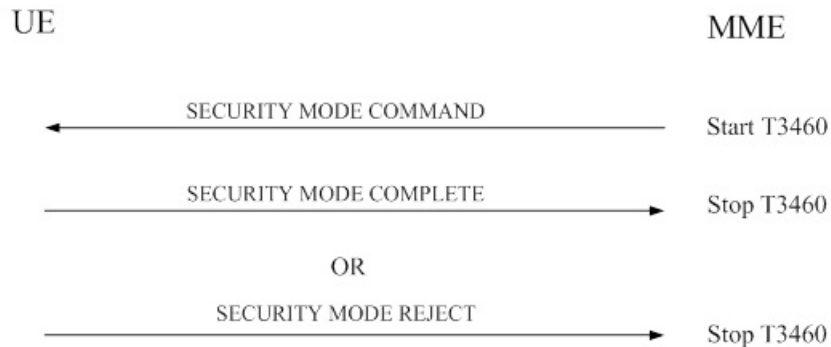 UE
MME
SECURITY MODE COMMAND
Start T3460
SECURITY MODE COMPLETE
Stop T3460
OR
SECURITY MODE REJECT
Stop T3460